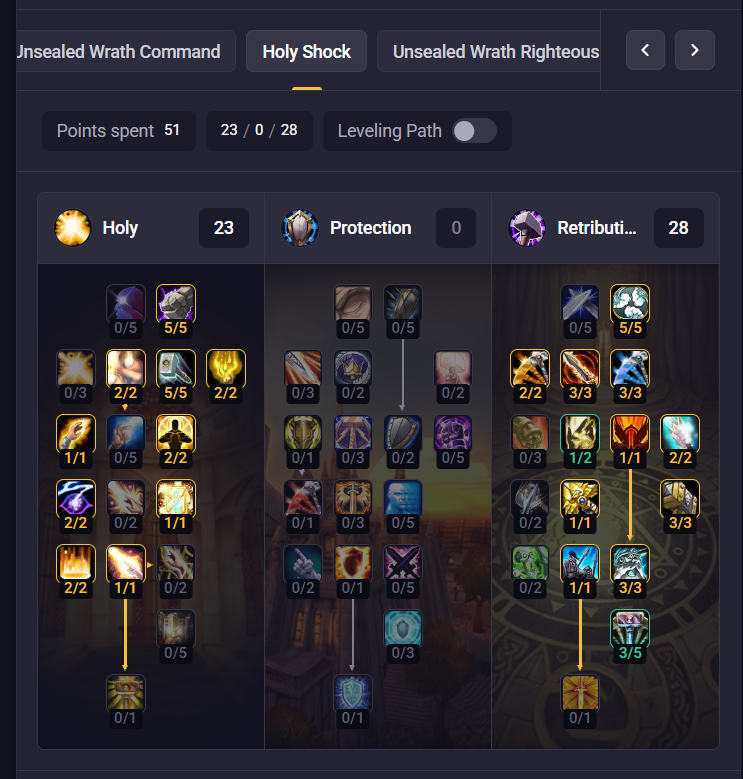 Unsealed Wrath Command Holy Shock Unsealed Wrath Righteous
Points spent 51 23 / 0 / 28 Leveling Path
Holy 23 Protection 0 Retributi... 28
0/5 5/5 0/5 0/5 0/5 5/5
0/3 2/2 5/5 2/2 0/3 0/2 0/2 2/2 3/3 3/3
1/1 0/5 2/2 0/1 0/3 0/2 0/5 0/3 1/2 1/1 2/2
2/2 0/2 1/1 0/1 0/3 0/5 0/2 1/1 3/3
2/2 1/1 0/2 0/2 0/1 0/5 0/2 1/1 3/3
0/5 0/3 3/5
0/1 0/1 0/1